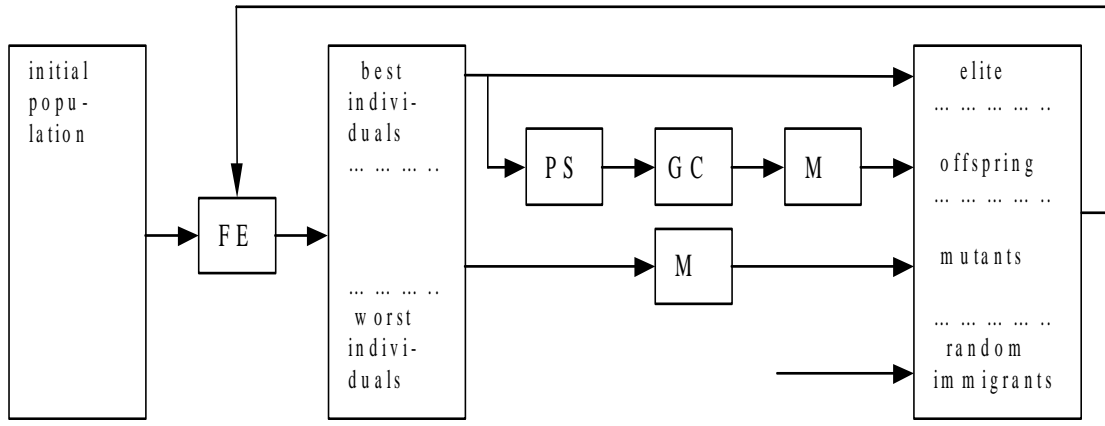 initial
popu-
lation
FE
best
indivi-
duals
... ... ... ..
... ... ... ..
worst
indivi-
duals
PS
GC
M
M
elite
... ... ... ... ..
offspring
... ... ... ... ..
mutants
... ... ... ... ..
random
immigrants